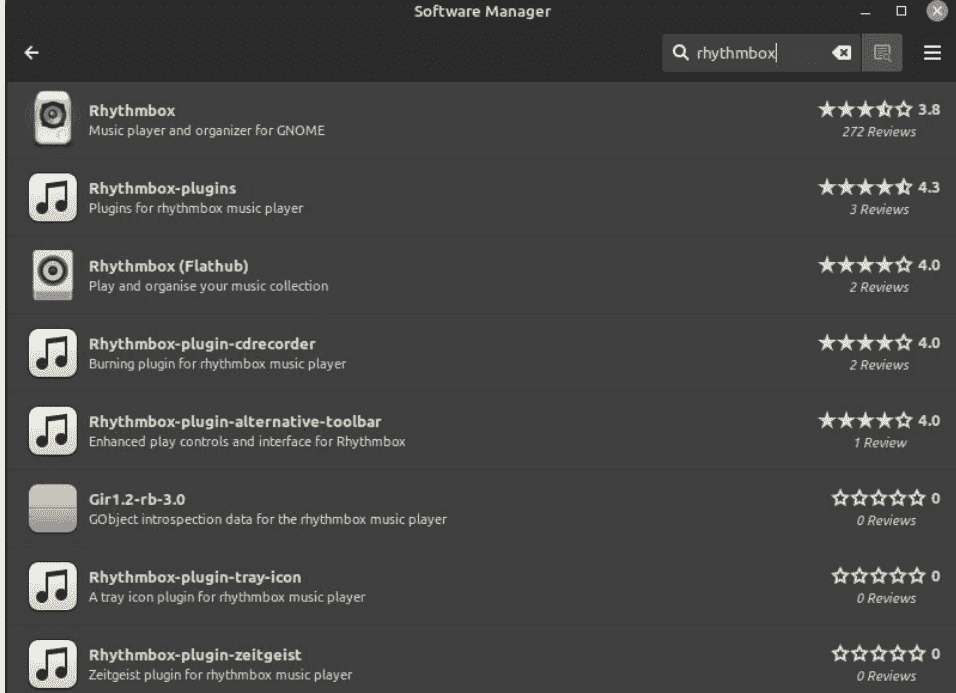 Software Manager
rhythmbox
Rhythmbox
Music player and organizer for GNOME
3.8
272 Reviews
Rhythmbox-plugins
Plugins for rhythmbox music player
4.3
3 Reviews
Rhythmbox (Flathub)
Play and organise your music collection
4.0
2 Reviews
Rhythmbox-plugin-cdrecorder
Burning plugin for rhythmbox music player
4.0
2 Reviews
Rhythmbox-plugin-alternative-toolbar
Enhanced play controls and interface for Rhythmbox
4.0
1 Review
Gir1.2-rb-3.0
GObject introspection data for the rhythmbox music player
0
0 Reviews
Rhythmbox-plugin-tray-icon
A tray icon plugin for rhythmbox music player
0
0 Reviews
Rhythmbox-plugin-zeitgeist
Zeitgeist plugin for rhythmbox music player
0
0 Reviews